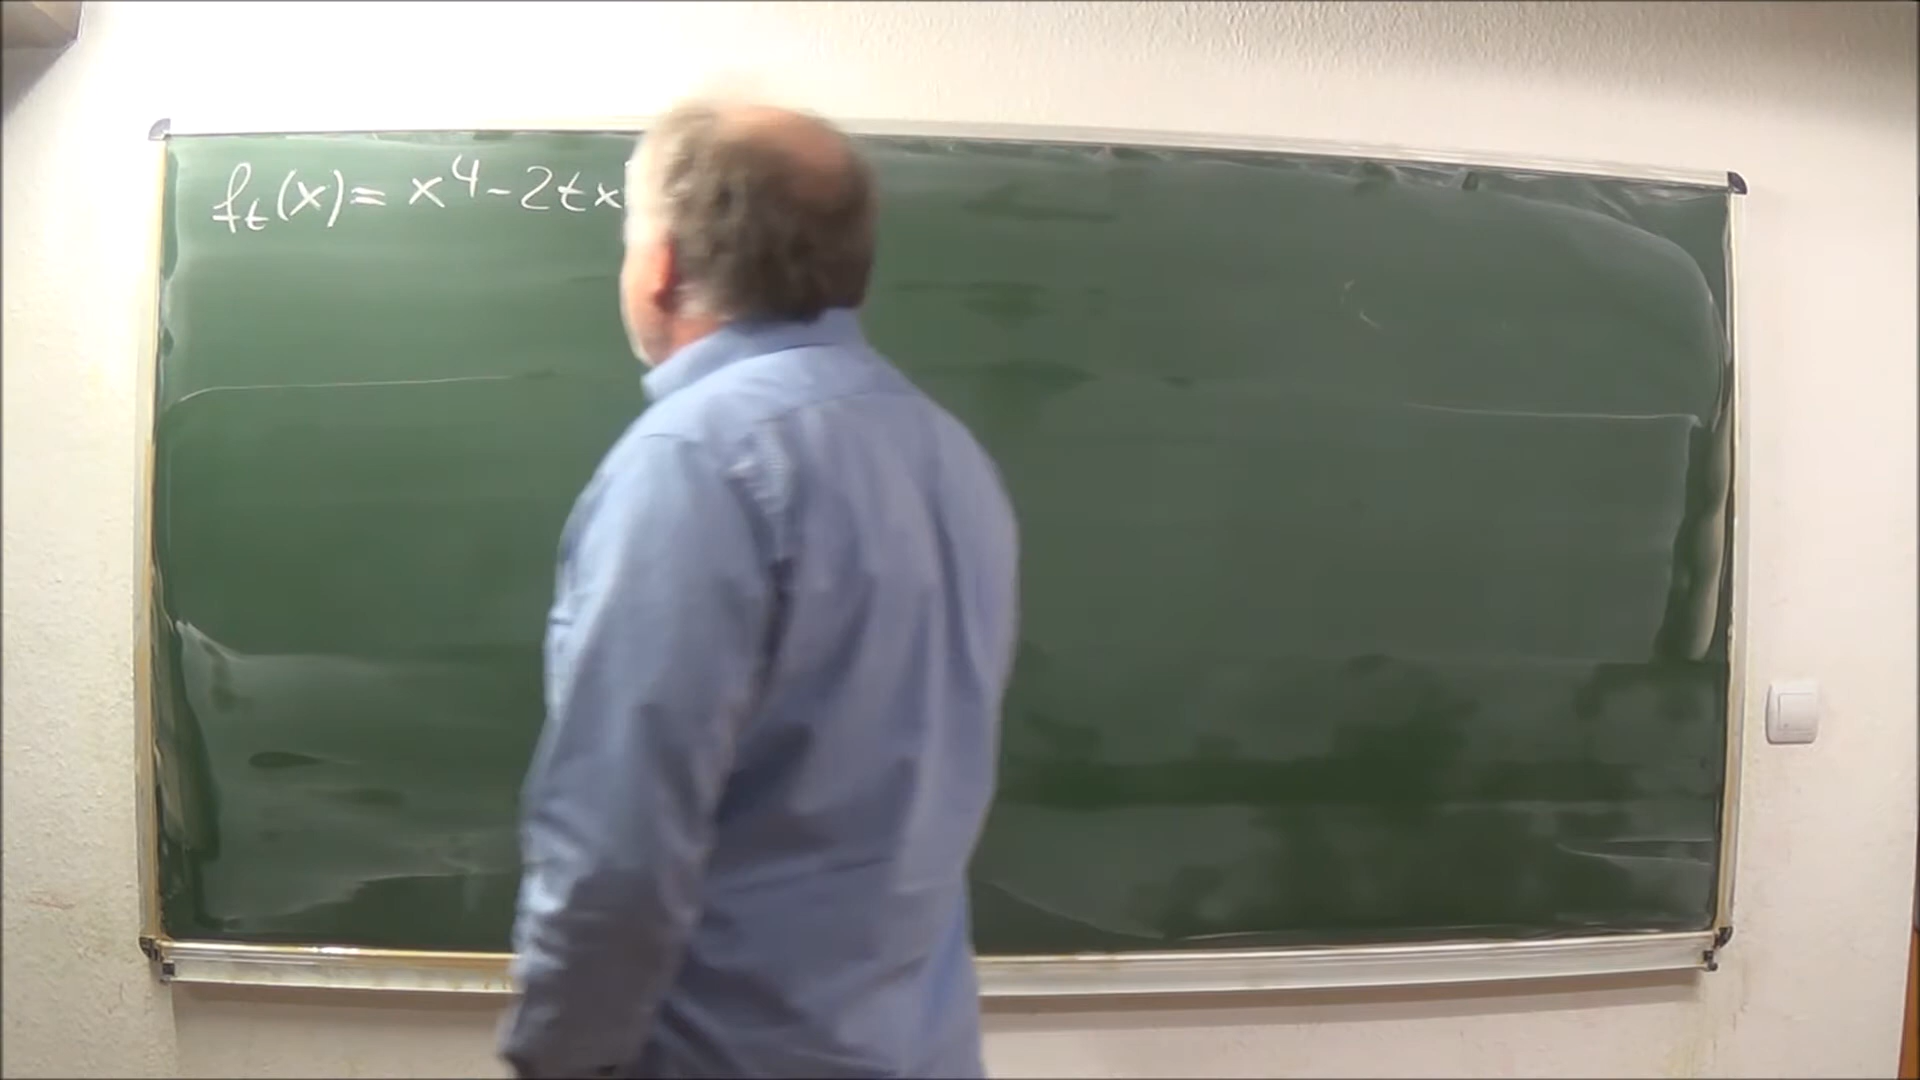 fₜ(x) = x⁴ - 2tx